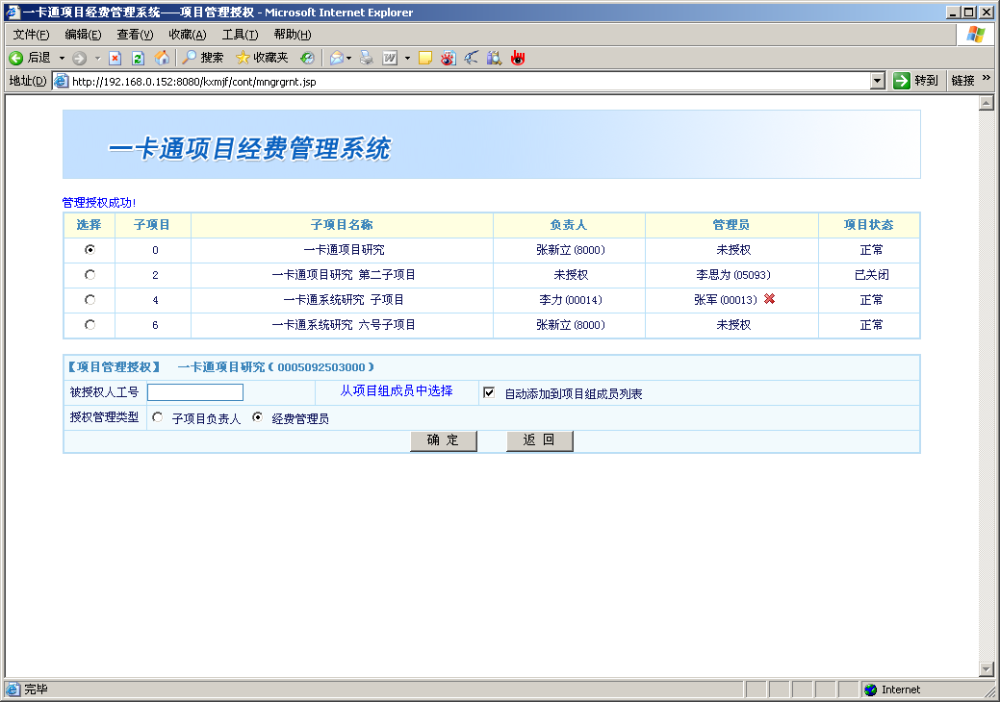 一卡通项目经费管理系统——项目管理授权 - Microsoft Internet Explorer
文件(F) 编辑(E) 查看(V) 收藏(A) 工具(T) 帮助(H)
后退 搜索 收藏夹
地址(D) http://192.168.0.152:8080/kxmjf/cont/mngrgrnt.jsp 转到 链接 »
一卡通项目经费管理系统
管理授权成功!
选择 子项目 子项目名称 负责人 管理员 项目状态
0 一卡通项目研究 张新立(8000) 未授权 正常
2 一卡通项目研究 第二子项目 未授权 李思为(05093) 已关闭
4 一卡通系统研究 子项目 李力(00014) 张军(00013) 正常
6 一卡通系统研究 六号子项目 张新立(8000) 未授权 正常
【项目管理授权】 一卡通项目研究(0005092503000)
被授权人工号 从项目组成员中选择 自动添加到项目组成员列表
授权管理类型 子项目负责人 经费管理员
确 定 返 回
完毕 Internet